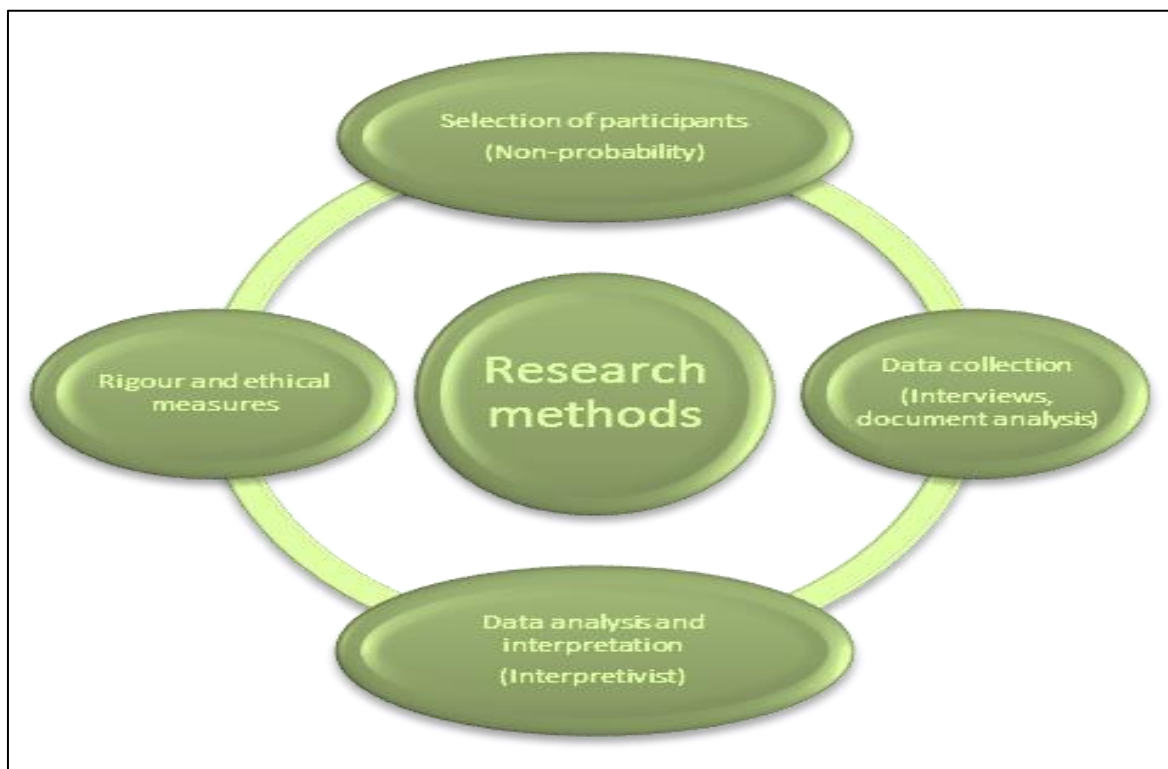 Selection of participants
(Non-probability)
Rigour and ethical
measures
Research
methods
Data collection
(Interviews,
document analysis)
Data analysis and
interpretation
(Interpretivist)